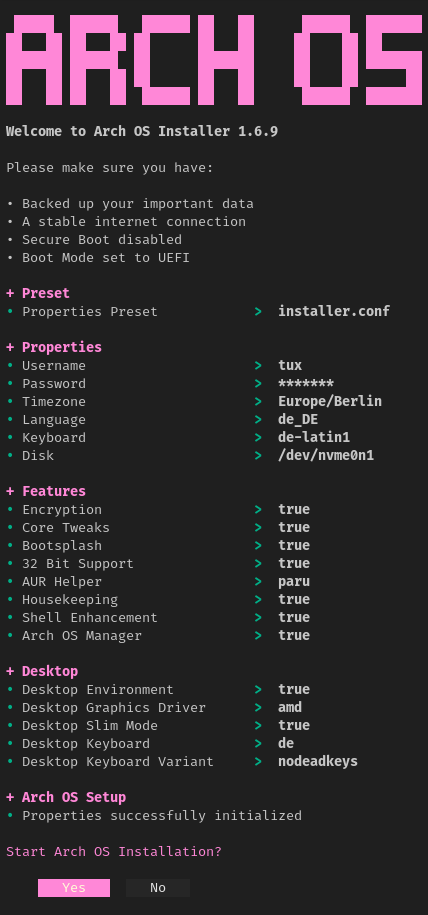 ARCH OS
Welcome to Arch OS Installer 1.6.9
Please make sure you have:
• Backed up your important data
• A stable internet connection
• Secure Boot disabled
• Boot Mode set to UEFI
+ Preset
• Properties Preset > installer.conf
+ Properties
• Username > tux
• Password > *******
• Timezone > Europe/Berlin
• Language > de_DE
• Keyboard > de-latin1
• Disk > /dev/nvme0n1
+ Features
• Encryption > true
• Core Tweaks > true
• Bootsplash > true
• 32 Bit Support > true
• AUR Helper > paru
• Housekeeping > true
• Shell Enhancement > true
• Arch OS Manager > true
+ Desktop
• Desktop Environment > true
• Desktop Graphics Driver > amd
• Desktop Slim Mode > true
• Desktop Keyboard > de
• Desktop Keyboard Variant > nodeadkeys
+ Arch OS Setup
• Properties successfully initialized
Start Arch OS Installation?
Yes No